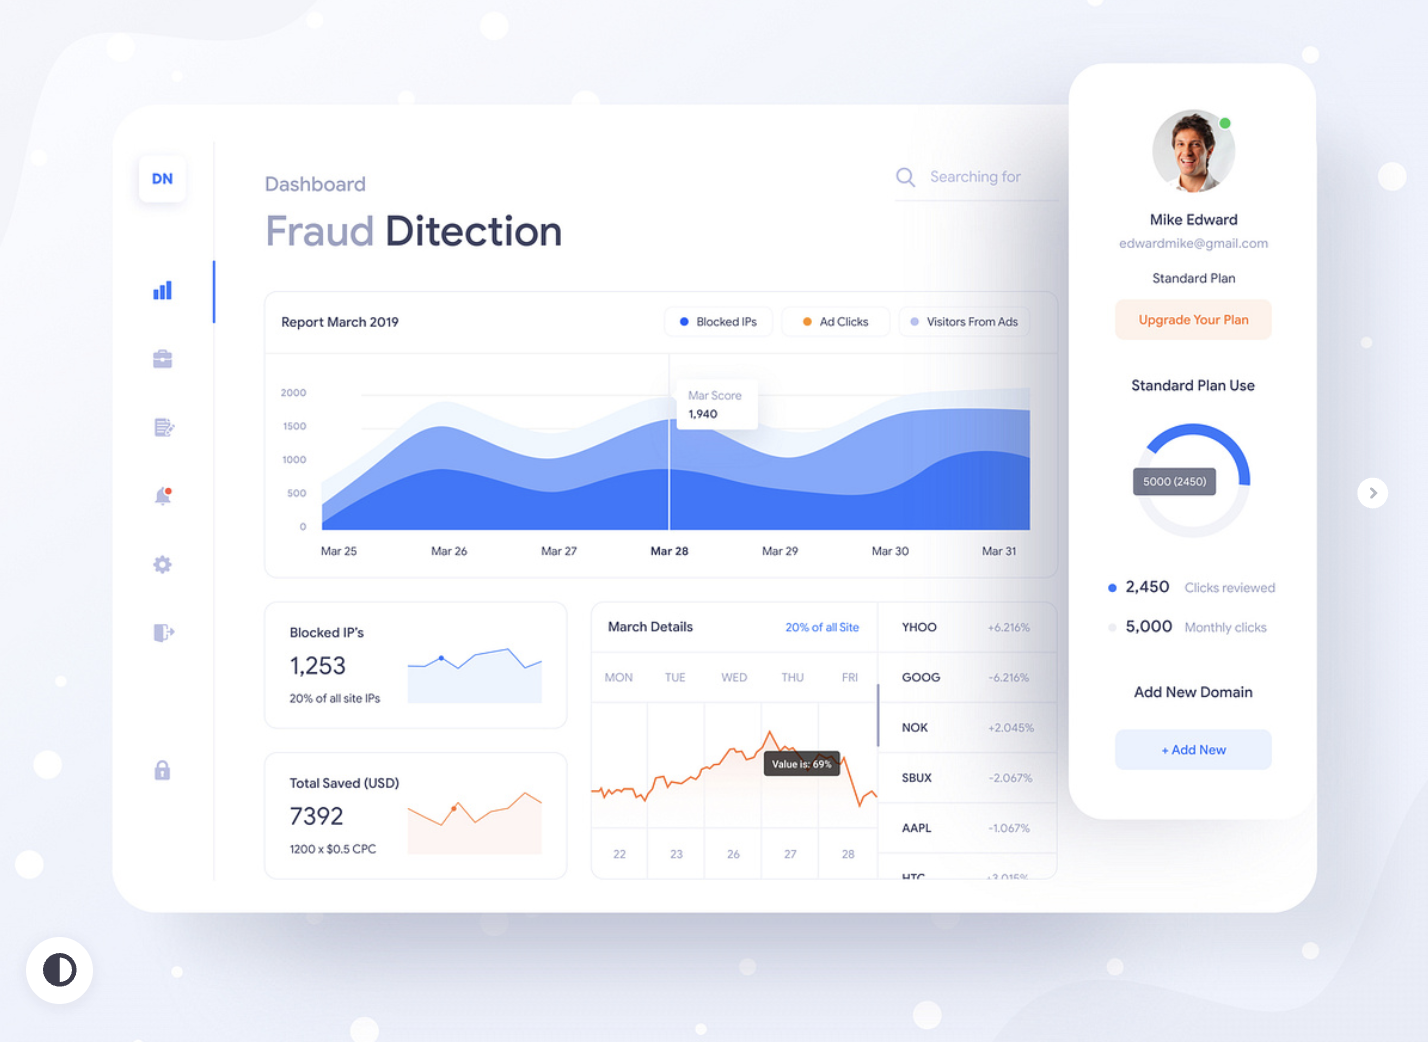 DN
Dashboard
Fraud Ditection
Searching for
Report March 2019
Blocked IPs
Ad Clicks
Visitors From Ads
2000
1500
1000
500
0
Mar Score
1,940
Mar 25
Mar 26
Mar 27
Mar 28
Mar 29
Mar 30
Mar 31
Blocked IP's
1,253
20% of all site IPs
Total Saved (USD)
7392
1200 x $0.5 CPC
March Details
20% of all Site
MON
TUE
WED
THU
FRI
Value is: 69%
22
23
26
27
28
YHOO +6.216%
GOOG -6.216%
NOK +2.045%
SBUX -2.067%
AAPL -1.067%
HTC +3.015%
Mike Edward
edwardmike@gmail.com
Standard Plan
Upgrade Your Plan
Standard Plan Use
5000 (2450)
2,450 Clicks reviewed
5,000 Monthly clicks
Add New Domain
+ Add New